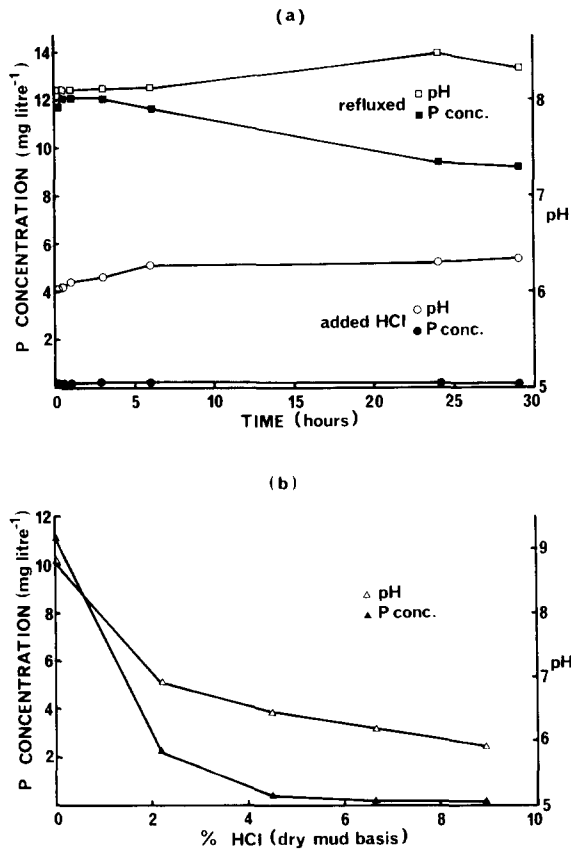 (a)
P CONCENTRATION (mg litre⁻¹)
14
12
10
8
6
4
2
8
7
6
5
pH
refluxed
□ pH
■ P conc.
added HCl
○ pH
● P conc.
0 5 10 15 20 25 30
TIME (hours)
(b)
P CONCENTRATION (mg litre⁻¹)
12
10
8
6
4
2
9
8
7
6
5
pH
△ pH
▲ P conc.
0 2 4 6 8 10
% HCl (dry mud basis)